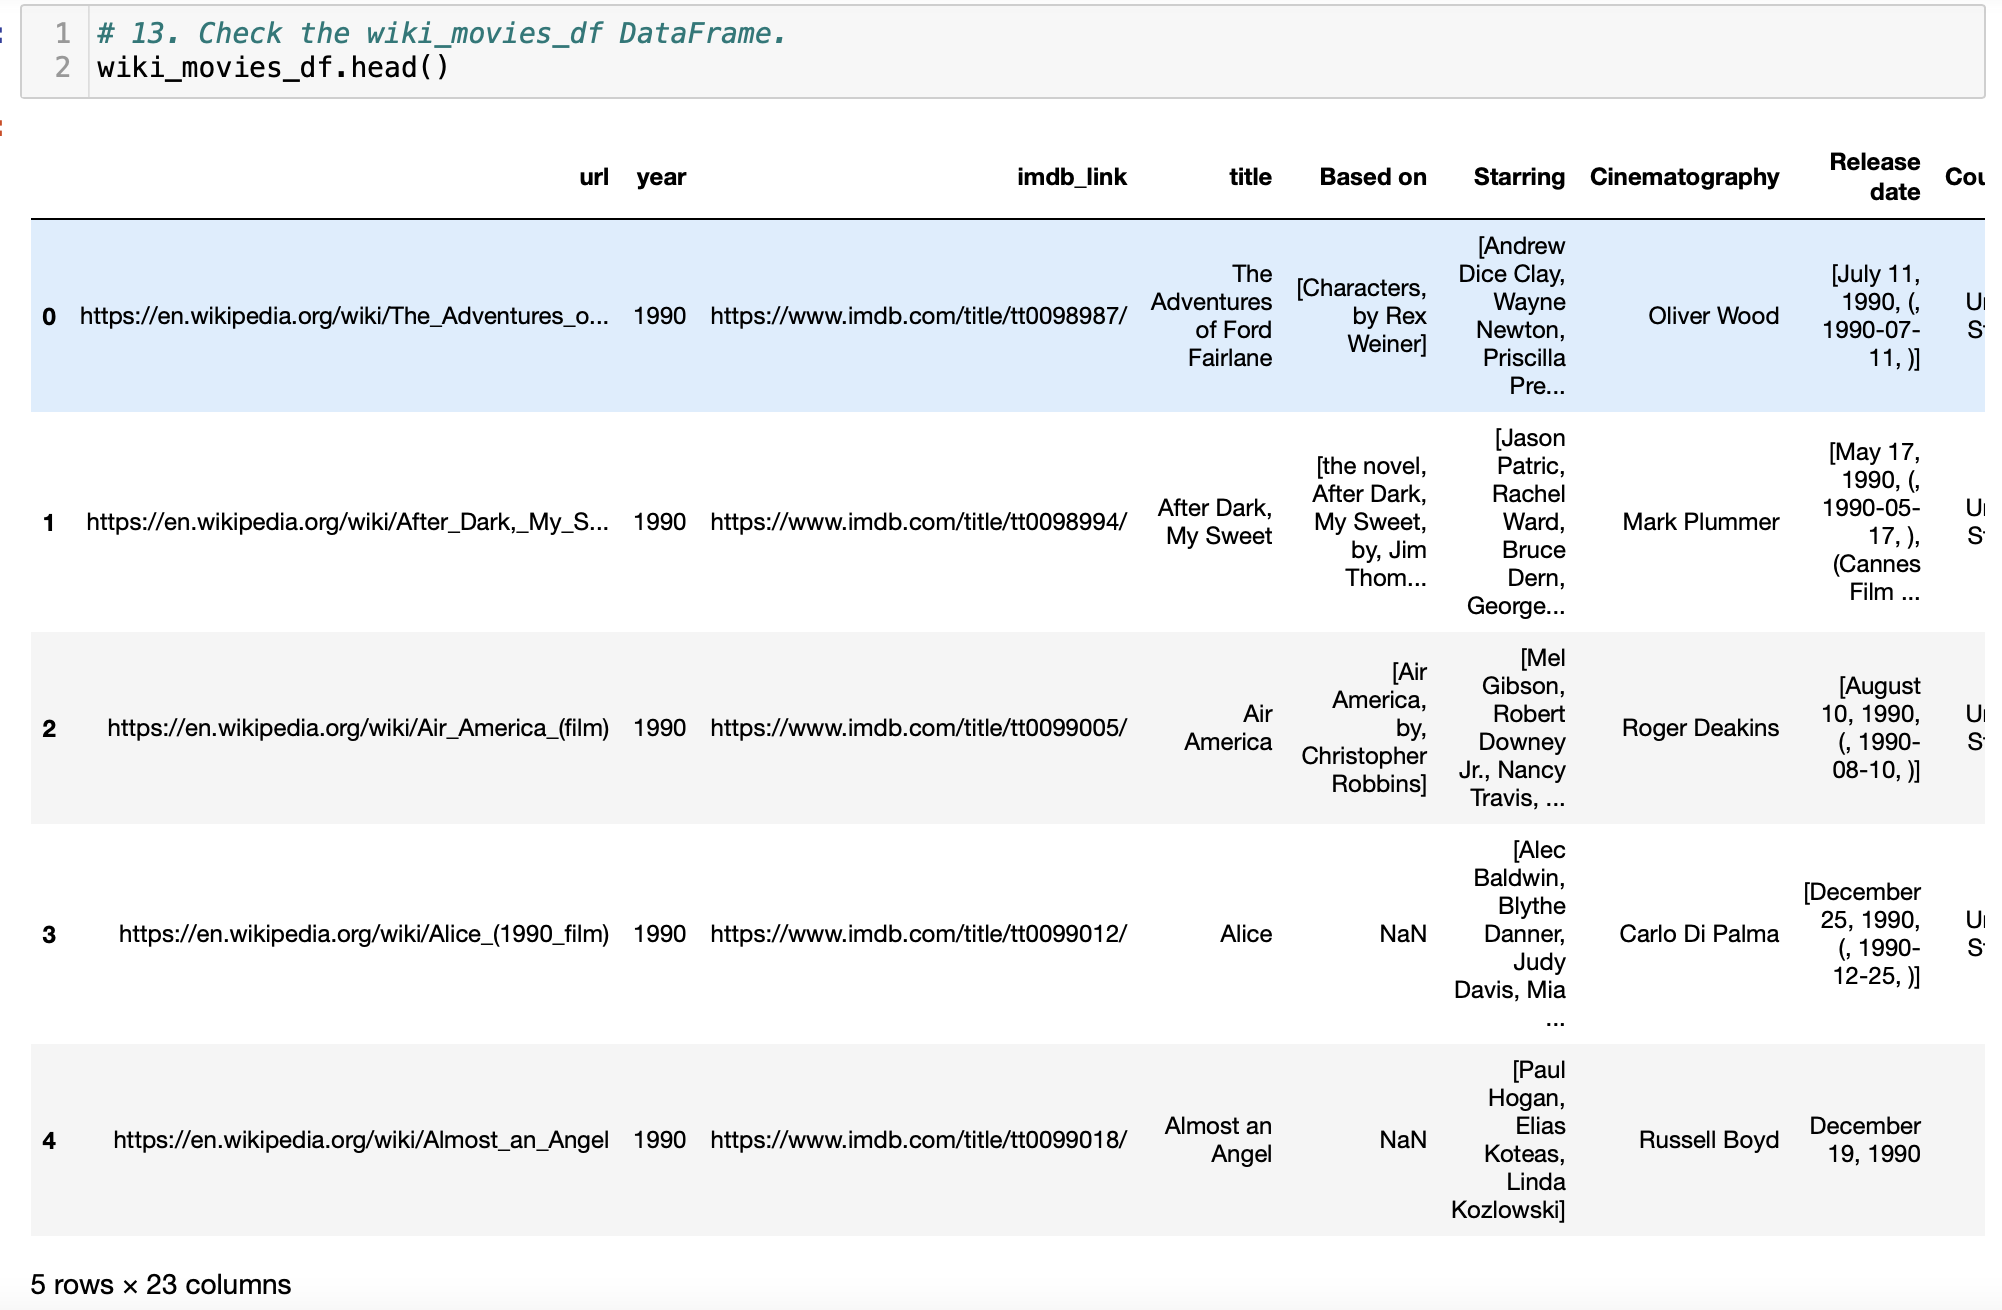 1 # 13. Check the wiki_movies_df DataFrame.
2 wiki_movies_df.head()
url year imdb_link title Based on Starring Cinematography Release date Cou
0 https://en.wikipedia.org/wiki/The_Adventures_o... 1990 https://www.imdb.com/title/tt0098987/ The Adventures of Ford Fairlane [Characters, by Rex Weiner] [Andrew Dice Clay, Wayne Newton, Priscilla Pre... Oliver Wood [July 11, 1990, (, 1990-07-11, )]
1 https://en.wikipedia.org/wiki/After_Dark,_My_S... 1990 https://www.imdb.com/title/tt0098994/ After Dark, My Sweet [the novel, After Dark, My Sweet, by, Jim Thom... [Jason Patric, Rachel Ward, Bruce Dern, George... Mark Plummer [May 17, 1990, (, 1990-05-17, ), (Cannes Film ...
2 https://en.wikipedia.org/wiki/Air_America_(film) 1990 https://www.imdb.com/title/tt0099005/ Air America [Air America, by, Christopher Robbins] [Mel Gibson, Robert Downey Jr., Nancy Travis, ... Roger Deakins [August 10, 1990, (, 1990-08-10, )]
3 https://en.wikipedia.org/wiki/Alice_(1990_film) 1990 https://www.imdb.com/title/tt0099012/ Alice NaN [Alec Baldwin, Blythe Danner, Judy Davis, Mia ... Carlo Di Palma [December 25, 1990, (, 1990-12-25, )]
4 https://en.wikipedia.org/wiki/Almost_an_Angel 1990 https://www.imdb.com/title/tt0099018/ Almost an Angel NaN [Paul Hogan, Elias Koteas, Linda Kozlowski] Russell Boyd December 19, 1990
5 rows × 23 columns